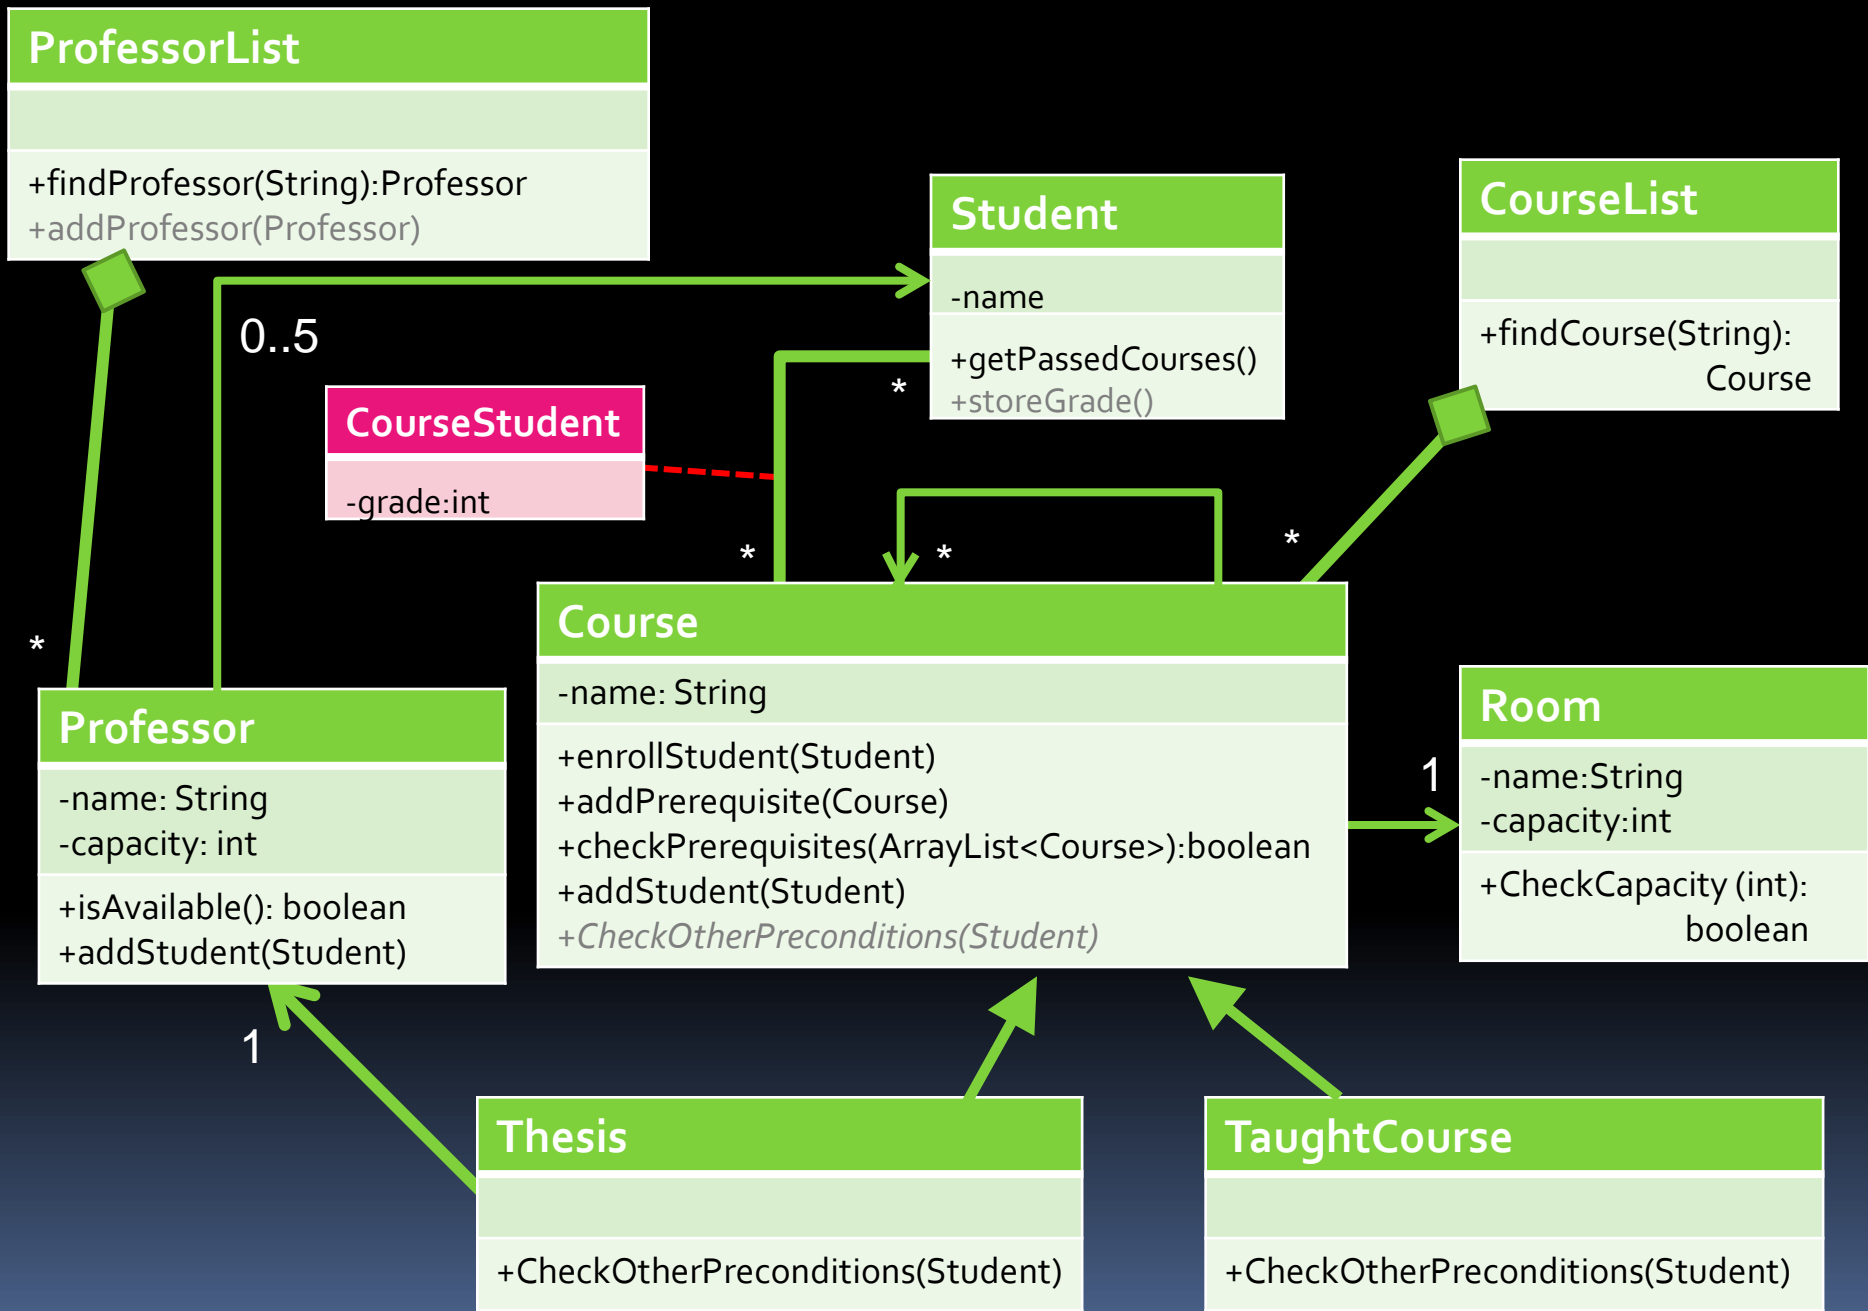 ProfessorList
+findProfessor(String):Professor
+addProfessor(Professor)
Student
-name
+getPassedCourses()
+storeGrade()
CourseList
+findCourse(String):
Course
0..5
*
CourseStudent
-grade:int
*
*
*
*
Course
-name: String
+enrollStudent(Student)
+addPrerequisite(Course)
+checkPrerequisites(ArrayList<Course>):boolean
+addStudent(Student)
+CheckOtherPreconditions(Student)
Professor
-name: String
-capacity: int
+isAvailable(): boolean
+addStudent(Student)
1
Room
-name:String
-capacity:int
+CheckCapacity (int):
boolean
1
Thesis
+CheckOtherPreconditions(Student)
TaughtCourse
+CheckOtherPreconditions(Student)